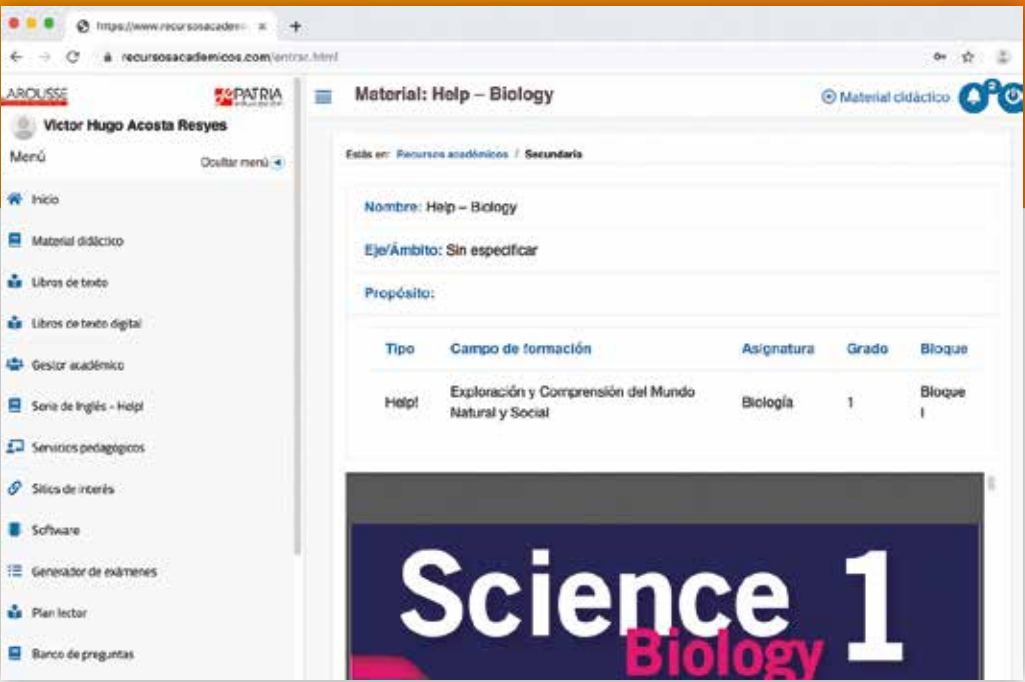 https://www.recursosacadem
recursosacademicos.com/entrar.html
LAROUSSE
PATRIA
Victor Hugo Acosta Resyes
Menú
Ocultar menú
Inicio
Material didáctico
Libros de texto
Libros de texto digital
Gestor académico
Serie de Inglés - Help!
Servicios pedagógicos
Sitios de interés
Software
Generador de exámenes
Plan lector
Banco de preguntas
Material: Help – Biology
Material didáctico
2
Estás en: Recursos académicos / Secundaria
Nombre: Help – Biology
Eje/Ámbito: Sin especificar
Propósito:
Tipo Campo de formación Asignatura Grado Bloque
Help! Exploración y Comprensión del Mundo Natural y Social Biología 1 Bloque I
Science 1
Biology